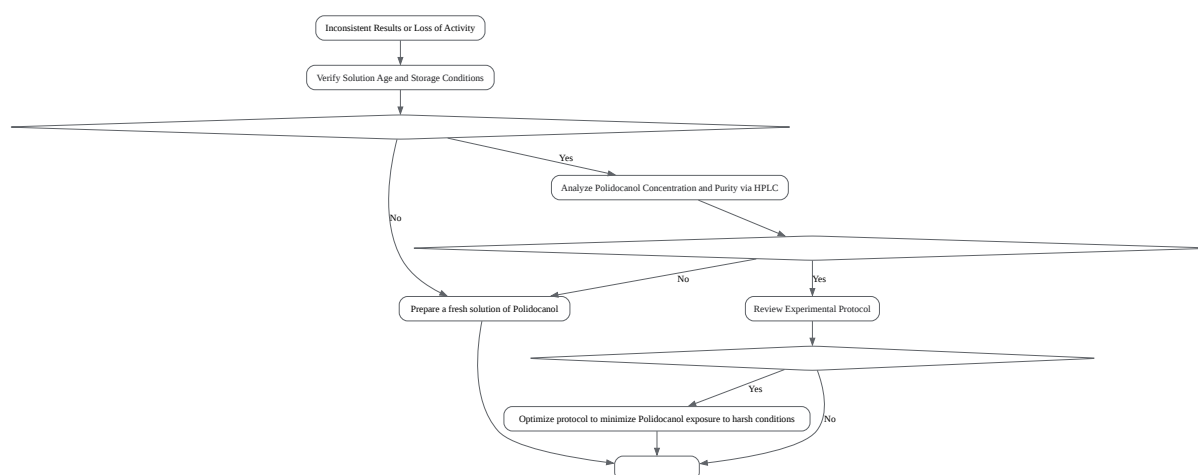 Inconsistent Results or Loss of Activity
Verify Solution Age and Storage Conditions
Yes
Analyze Polidocanol Concentration and Purity via HPLC
No
No
Yes
Prepare a fresh solution of Polidocanol
Review Experimental Protocol
Yes
Optimize protocol to minimize Polidocanol exposure to harsh conditions
No